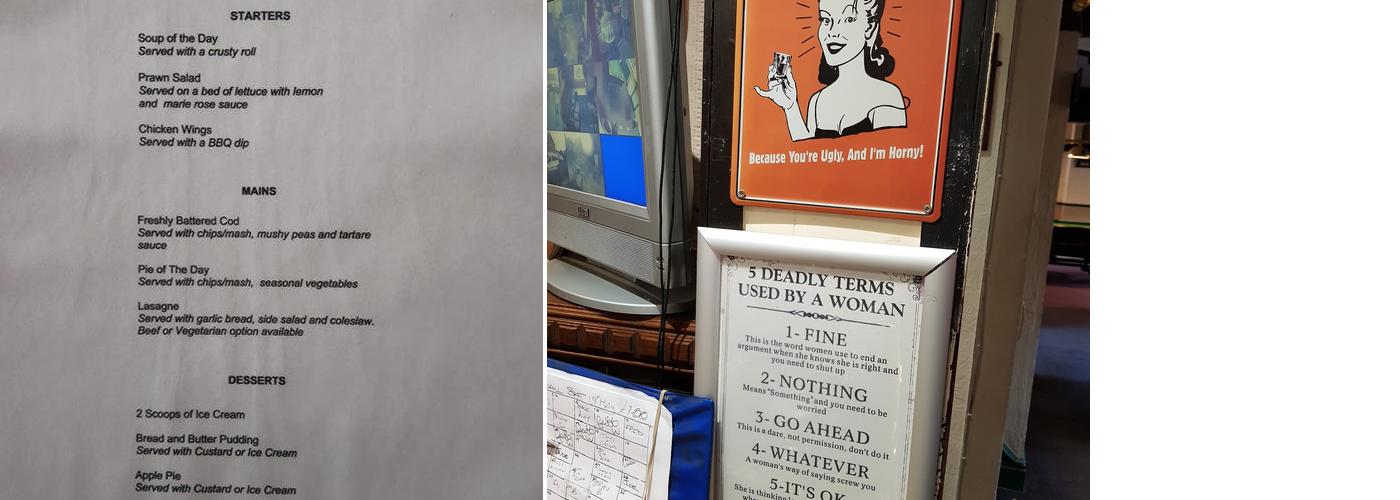 STARTERS
Soup of the Day
Served with a crusty roll
Prawn Salad
Served on a bed of lettuce with lemon
and marie rose sauce
Chicken Wings
Served with a BBQ dip
MAINS
Freshly Battered Cod
Served with chips/mash, mushy peas and tartare
sauce
Pie of The Day
Served with chips/mash, seasonal vegetables
Lasagne
Served with garlic bread, side salad and coleslaw.
Beef or Vegetarian option available
DESSERTS
2 Scoops of Ice Cream
Bread and Butter Pudding
Served with Custard or Ice Cream
Apple Pie
Served with Custard or Ice Cream
Because You're Ugly, And I'm Horny!
5 DEADLY TERMS
USED BY A WOMAN
1- FINE
This is the word women use to end an
argument when she knows she is right and
you need to shut up
2- NOTHING
Means "Something" and you need to be
worried
3- GO AHEAD
This is a dare, not permission, don't do it
4- WHATEVER
A woman's way of saying screw you
5-IT'S OK
She is thinking